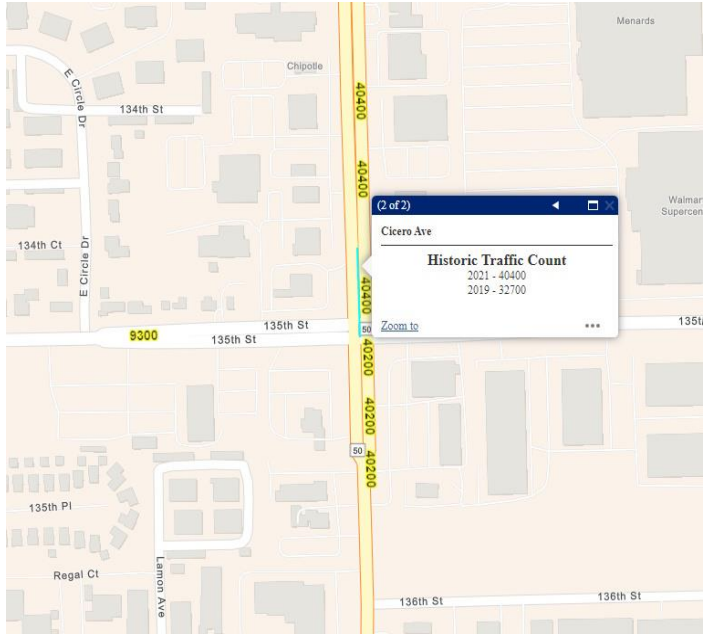 Menards
Chipotle
E Circle Dr
40400
134th St
40400
(2 of 2)
Walmar
Supercen
Cicero Ave
134th Ct
E Circle Dr
Historic Traffic Count
2021 - 40400
2019 - 32700
40400
Zoom to
135th St
50
135t
9300
135th St
40200
40200
50
40200
135th Pl
Lamon Ave
Regal Ct
136th St
136th St